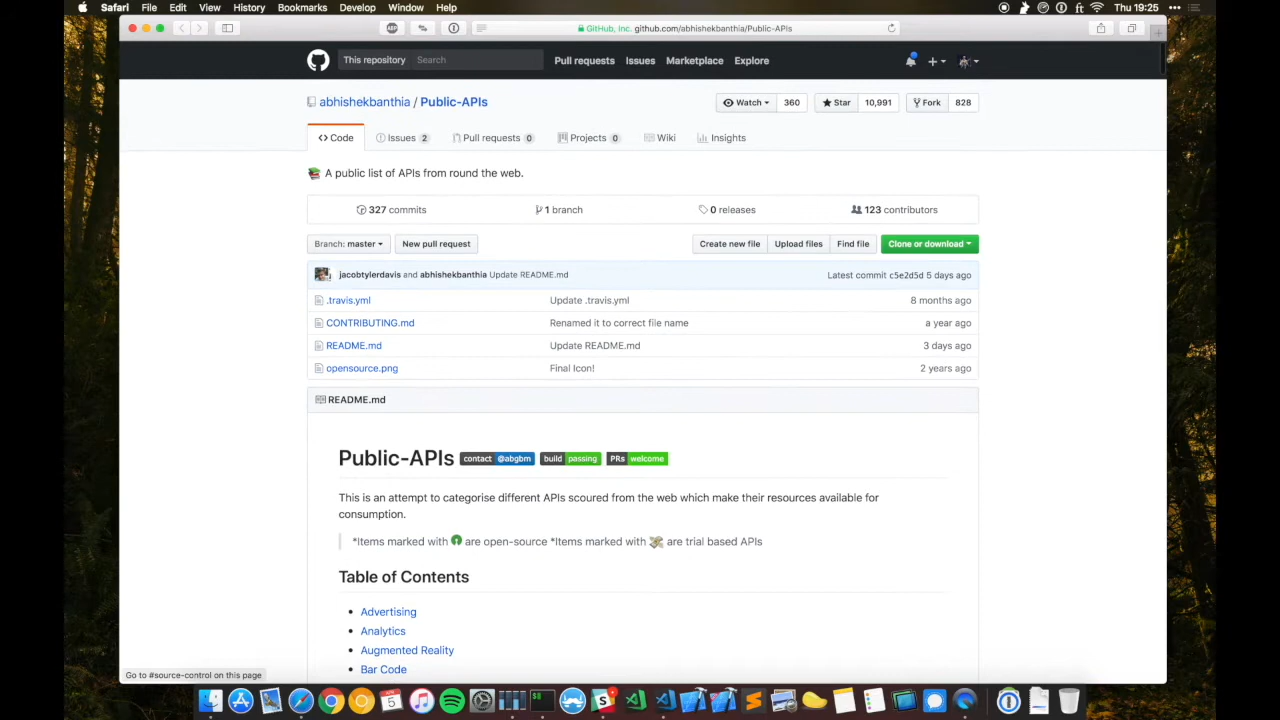 Safari File Edit View History Bookmarks Develop Window Help Thu 19:25
GitHub, Inc. github.com/abhishekbanthia/Public-APIs
This repository Search Pull requests Issues Marketplace Explore
abhishekbanthia / Public-APIs Watch 360 Star 10,991 Fork 828
Code Issues 2 Pull requests 0 Projects 0 Wiki Insights
A public list of APIs from round the web.
327 commits 1 branch 0 releases 123 contributors
Branch: master New pull request Create new file Upload files Find file Clone or download
jacobtylerdavis and abhishekbanthia Update README.md Latest commit c5e2d5d 5 days ago
.travis.yml Update .travis.yml 8 months ago
CONTRIBUTING.md Renamed it to correct file name a year ago
README.md Update README.md 3 days ago
opensource.png Final Icon! 2 years ago
README.md
Public-APIs contact @abgbm build passing PRs welcome
This is an attempt to categorise different APIs scoured from the web which make their resources available for
consumption.
*Items marked with are open-source *Items marked with are trial based APIs
Table of Contents
• Advertising
• Analytics
• Augmented Reality
• Bar Code
Go to #source-control on this page